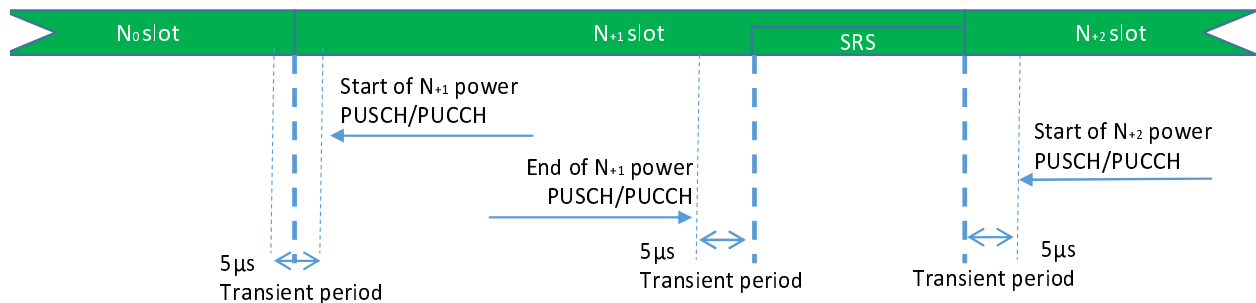 N₀ slot
N₊₁ slot
SRS
N₊₂ slot
Start of N₊₁ power
PUSCH/PUCCH
End of N₊₁ power
PUSCH/PUCCH
Start of N₊₂ power
PUSCH/PUCCH
5µs
Transient period
5µs
Transient period
5µs
Transient period